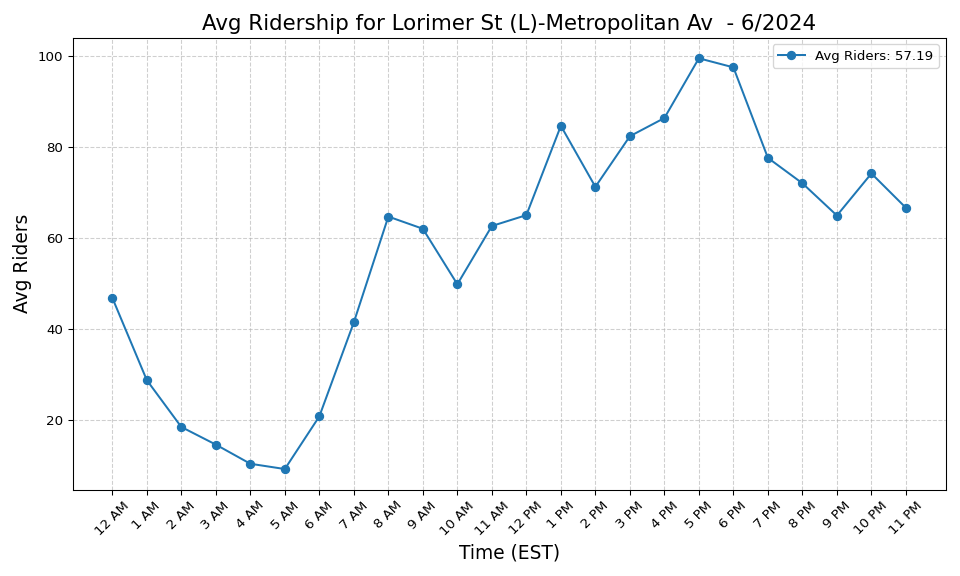 Avg Ridership for Lorimer St (L)-Metropolitan Av  - 6/2024
Avg Riders: 57.19
100
80
60
40
20
Avg Riders
12 AM
1 AM
2 AM
3 AM
4 AM
5 AM
6 AM
7 AM
8 AM
9 AM
10 AM
11 AM
12 PM
1 PM
2 PM
3 PM
4 PM
5 PM
6 PM
7 PM
8 PM
9 PM
10 PM
11 PM
Time (EST)